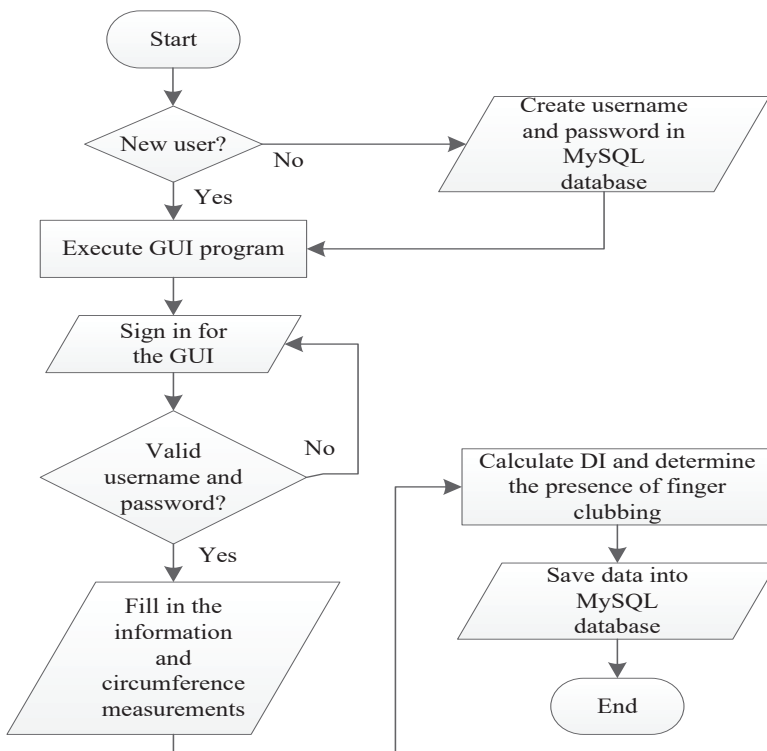 Start
New user?
No
Yes
Create username
and password in
MySQL
database
Execute GUI program
Sign in for
the GUI
Valid
username and
password?
No
Yes
Fill in the
information
and
circumference
measurements
Calculate DI and determine
the presence of finger
clubbing
Save data into
MySQL
database
End